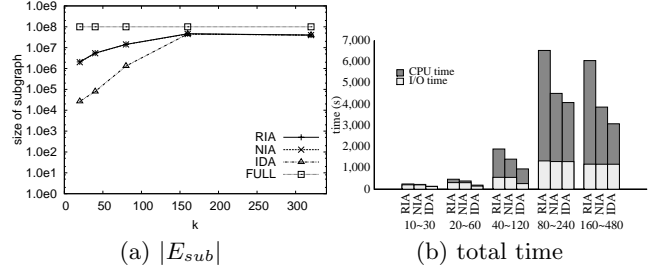 1.0e9
1.0e8
1.0e7
1.0e6
1.0e5
1.0e4
1.0e3
1.0e2
1.0e1
1.0e0
size of subgraph
0 50 100 150 200 250 300
k
RIA
NIA
IDA
FULL
(a) |E_{sub}|
7,000
6,000
5,000
4,000
3,000
2,000
1,000
0
time (s)
CPU time
I/O time
RIA NIA IDA RIA NIA IDA RIA NIA IDA RIA NIA IDA RIA NIA IDA
10~30 20~60 40~120 80~240 160~480
(b) total time